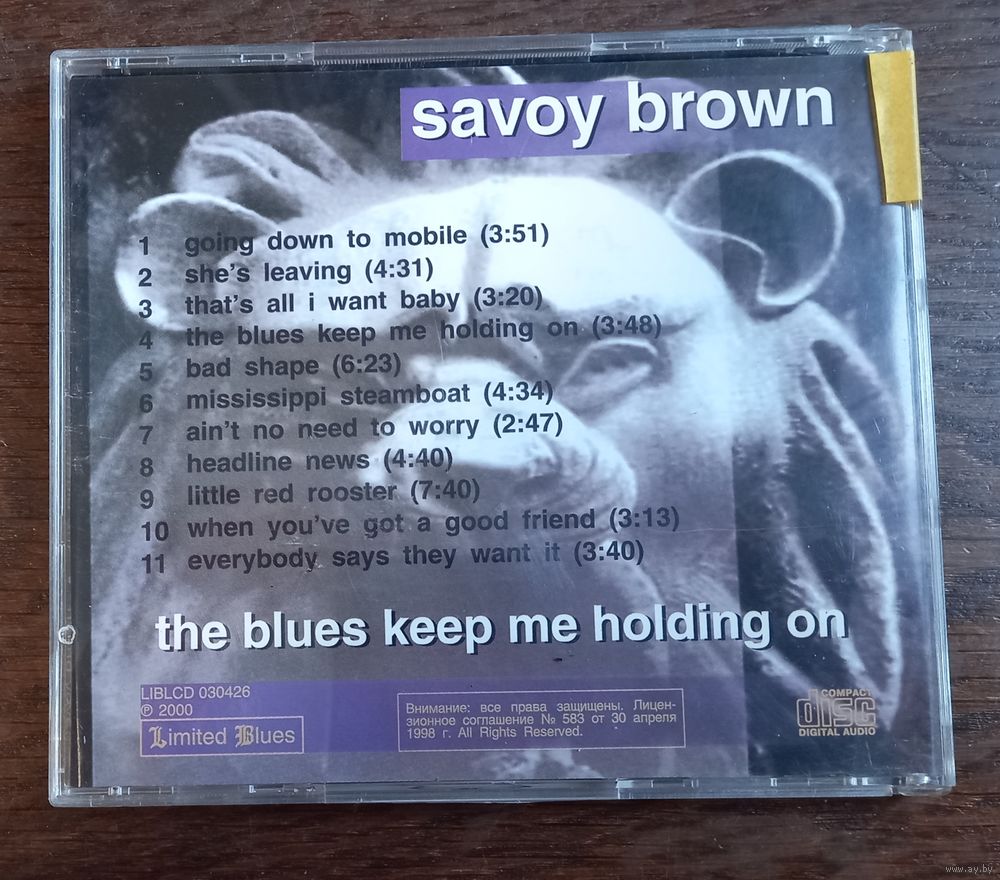 savoy brown
1 going down to mobile (3:51)
2 she's leaving (4:31)
3 that's all i want baby (3:20)
4 the blues keep me holding on (3:48)
5 bad shape (6:23)
6 mississippi steamboat (4:34)
7 ain't no need to worry (2:47)
8 headline news (4:40)
9 little red rooster (7:40)
10 when you've got a good friend (3:13)
11 everybody says they want it (3:40)
the blues keep me holding on
LIBLCD 030426
℗ 2000
Limited Blues
Внимание: все права защищены. Лицен-
зионное соглашение № 583 от 30 апреля
1998 г. All Rights Reserved.
COMPACT
disc
DIGITAL AUDIO
www.ay.by